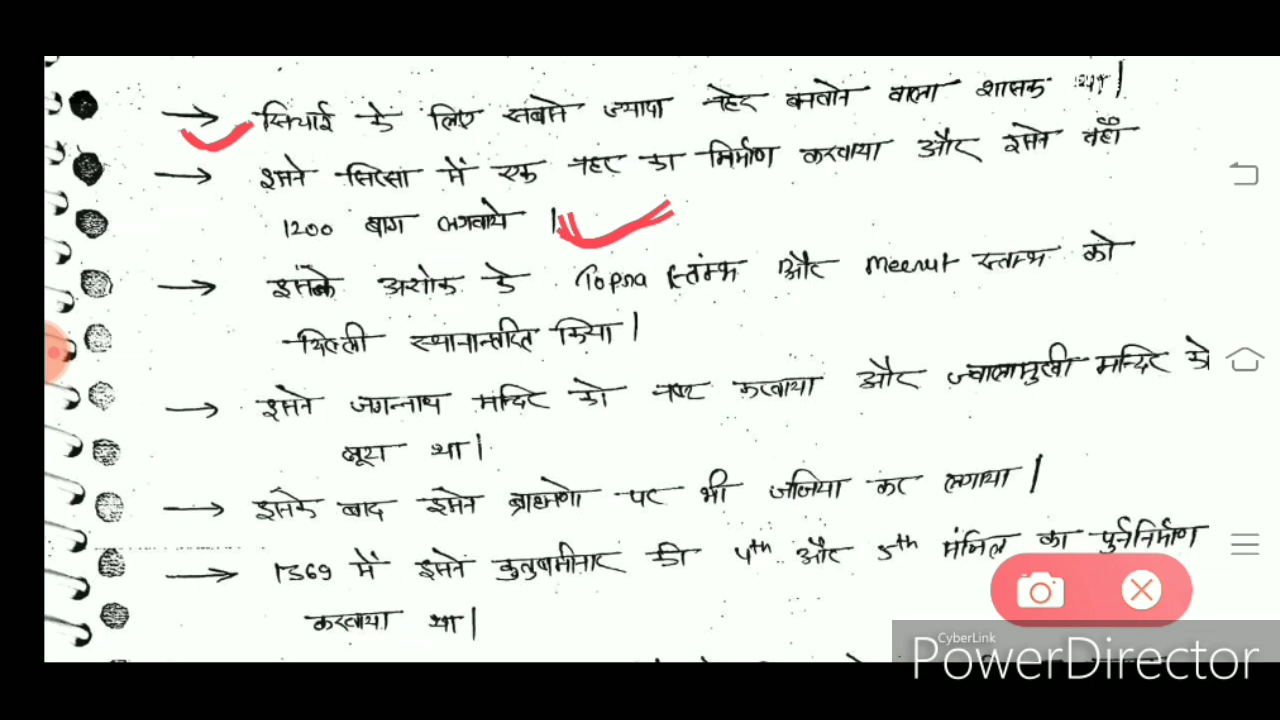 → सिंचाई के लिए सबसे ज्यादा नहर बनवाने वाला शासक था।
→ इसने सिरसा में एक नहर का निर्माण करवाया और इसने वहाँ
1200 बाग लगवाये।
→ इसके अशोक के Topra स्तंम्भ और Meerut स्तम्भ को
दिल्ली स्थानान्तरित किया।
→ इसने जगन्नाथ मन्दिर को नष्ट करवाया और ज्वालामुखी मन्दिर को
लूटा था।
→ इसके बाद इसने ब्राह्मणो पर भी जजिया कर लगाया।
→ 1369 में इसने कुतुबमीनार की 4th और 5th मंजिल का पुर्ननिर्माण
करवाया था।
CyberLink
PowerDirector